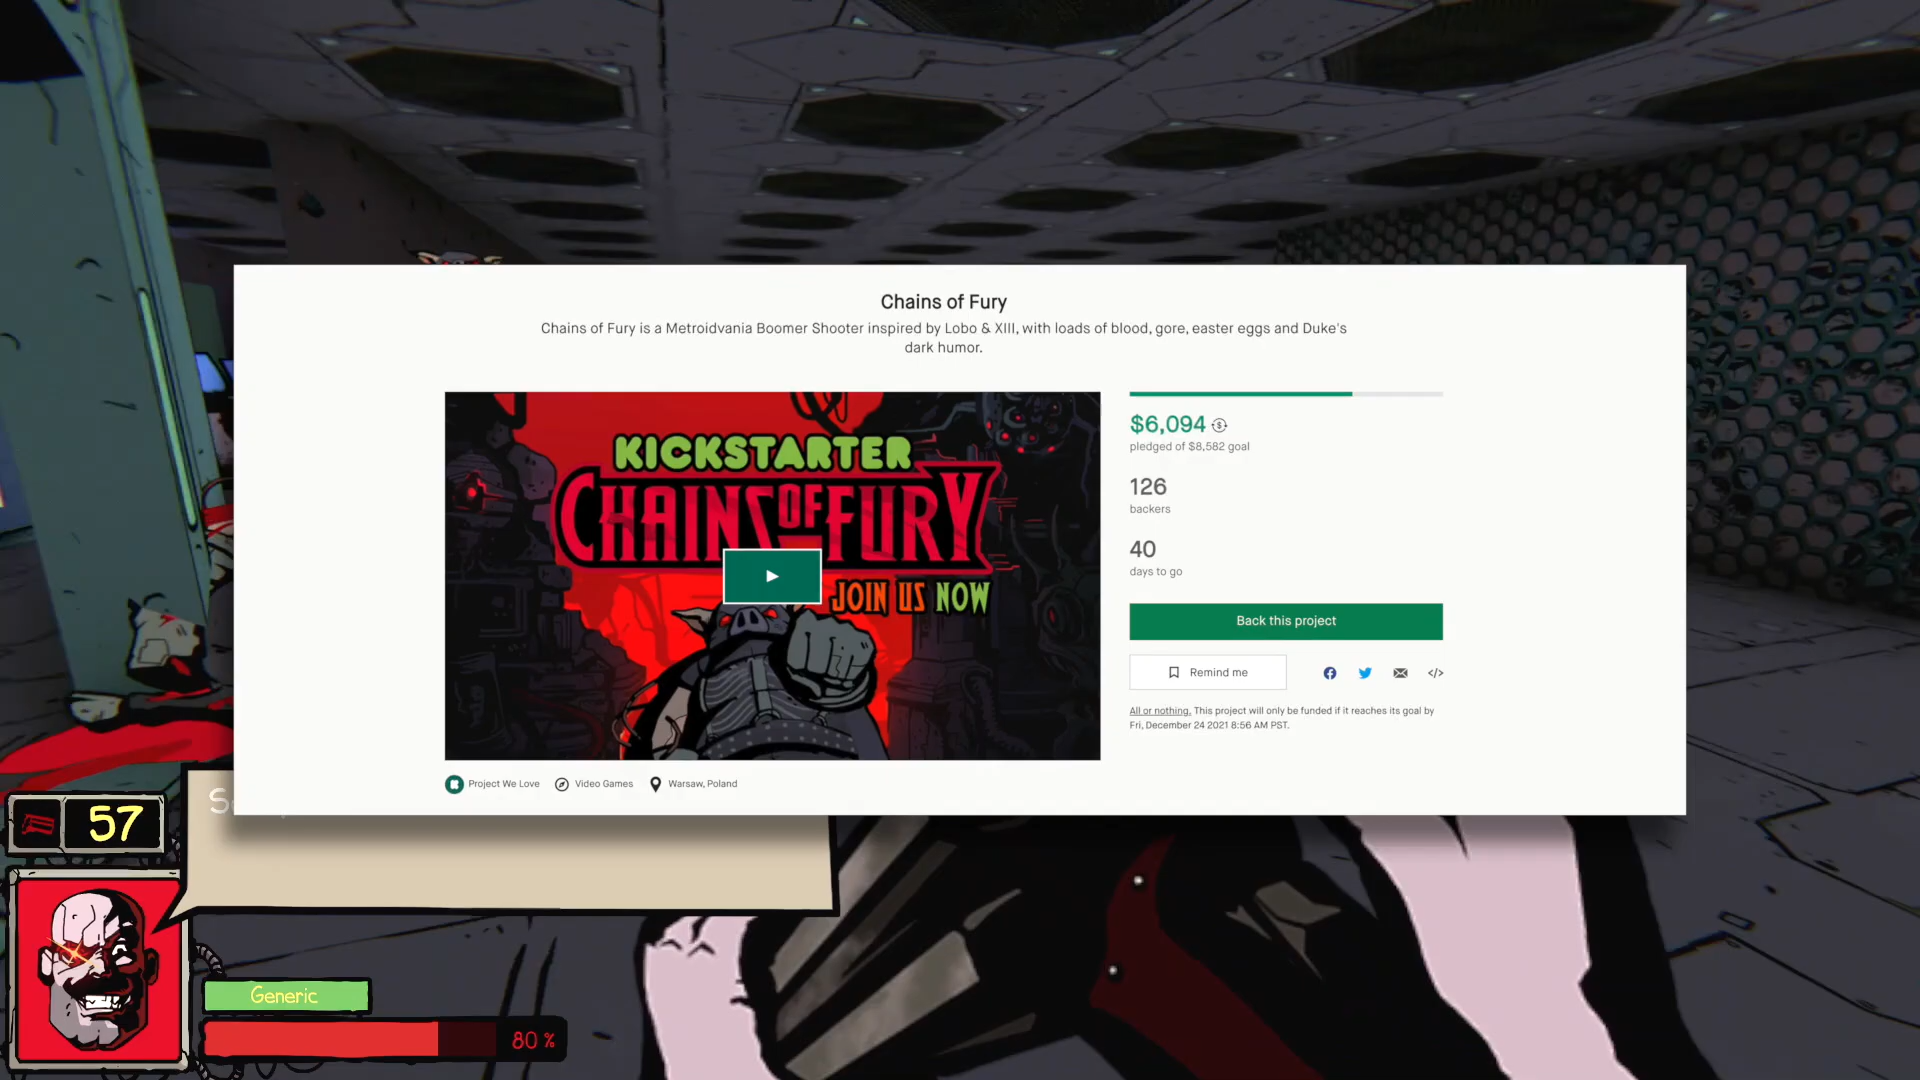 Chains of Fury
Chains of Fury is a Metroidvania Boomer Shooter inspired by Lobo & XIII, with loads of blood, gore, easter eggs and Duke's
dark humor.
KICKSTARTER
CHAINS OF FURY
JOIN US NOW
$6,094
pledged of $8,582 goal
126
backers
40
days to go
Back this project
Remind me
All or nothing. This project will only be funded if it reaches its goal by
Fri, December 24 2021 8:56 AM PST.
Project We Love
Video Games
Warsaw, Poland
57
Generic
80 %